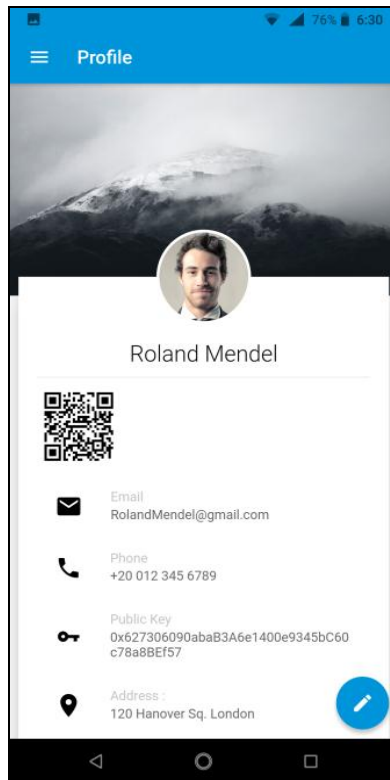 76% 6:30
Profile
Roland Mendel
Email
RolandMendel@gmail.com
Phone
+20 012 345 6789
Public Key
0x627306090abaB3A6e1400e9345bC60
c78a8BEf57
Address :
120 Hanover Sq. London